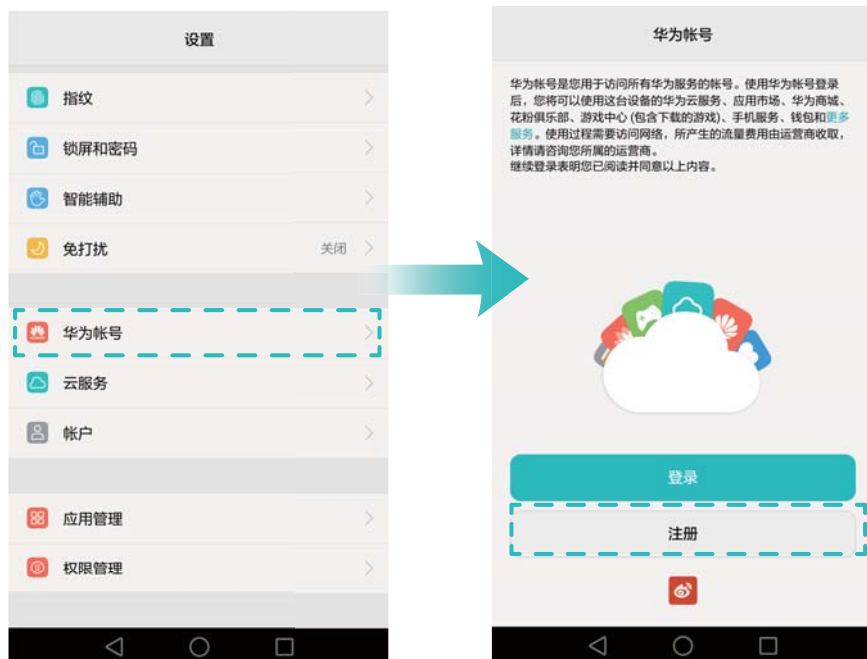 设置
指纹
锁屏和密码
智能辅助
免打扰 关闭
华为帐号
云服务
帐户
应用管理
权限管理
华为帐号
华为帐号是您用于访问所有华为服务的帐号。使用华为帐号登录
后，您将可以使用这台设备的华为云服务、应用市场、华为商城、
花粉俱乐部、游戏中心 (包含下载的游戏)、手机服务、钱包和更多
服务。使用过程需要访问网络，所产生的流量费用由运营商收取，
详情请咨询您所属的运营商。
继续登录表明您已阅读并同意以上内容。
登录
注册